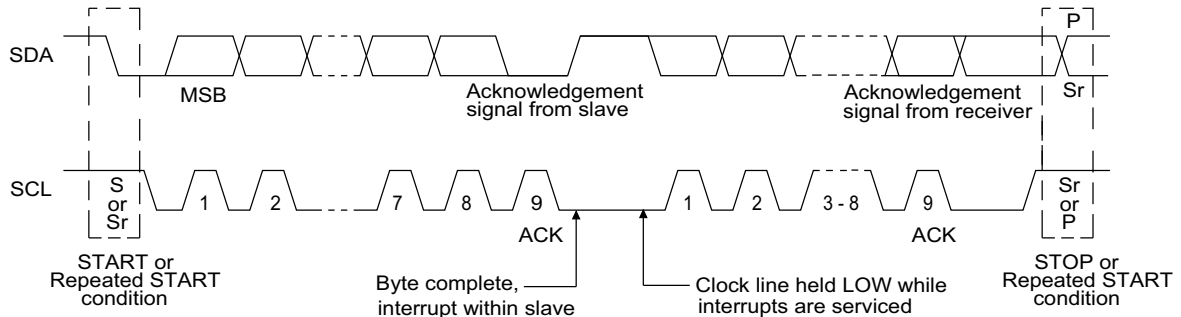 P
SDA
MSB
Acknowledgement
signal from slave
Acknowledgement
signal from receiver
Sr
SCL
S
or
Sr
1
2
7
8
9
1
2
3 - 8
9
Sr
or
P
ACK
ACK
START or
Repeated START
condition
STOP or
Repeated START
condition
Byte complete,
interrupt within slave
Clock line held LOW while
interrupts are serviced